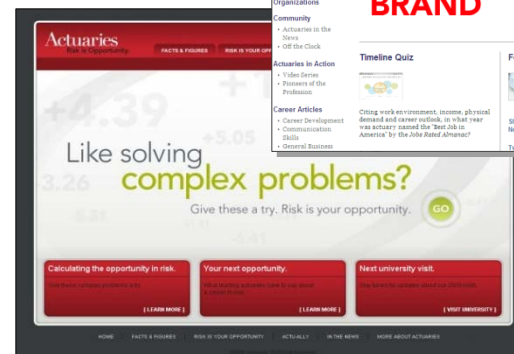 Organizations
BRAND
Community
• Actuaries in the
News
• Off the Clock
Actuaries in Action
• Video Series
• Pioneers of the
Profession
Career Articles
• Career Development
• Communication
Skills
• General Business
Timeline Quiz
Citing work environment, income, physical
demand and career outlook, in what year
was actuary named the "Best Job in
America" by the Jobs Rated Almanac?
Actuaries
Risk is Opportunity.
FACTS & FIGURES
RISK IS YOUR OPP
+4.39
+5.05
3.26
Like solving
complex problems?
Give these a try. Risk is your opportunity.
GO
Calculating the opportunity in risk.
[ LEARN MORE ]
Your next opportunity.
[ LEARN MORE ]
Next university visit.
[ VISIT UNIVERSITY ]
HOME FACTS & FIGURES RISK IS YOUR OPPORTUNITY ACTUALLY IN THE NEWS MORE ABOUT ACTUARIES